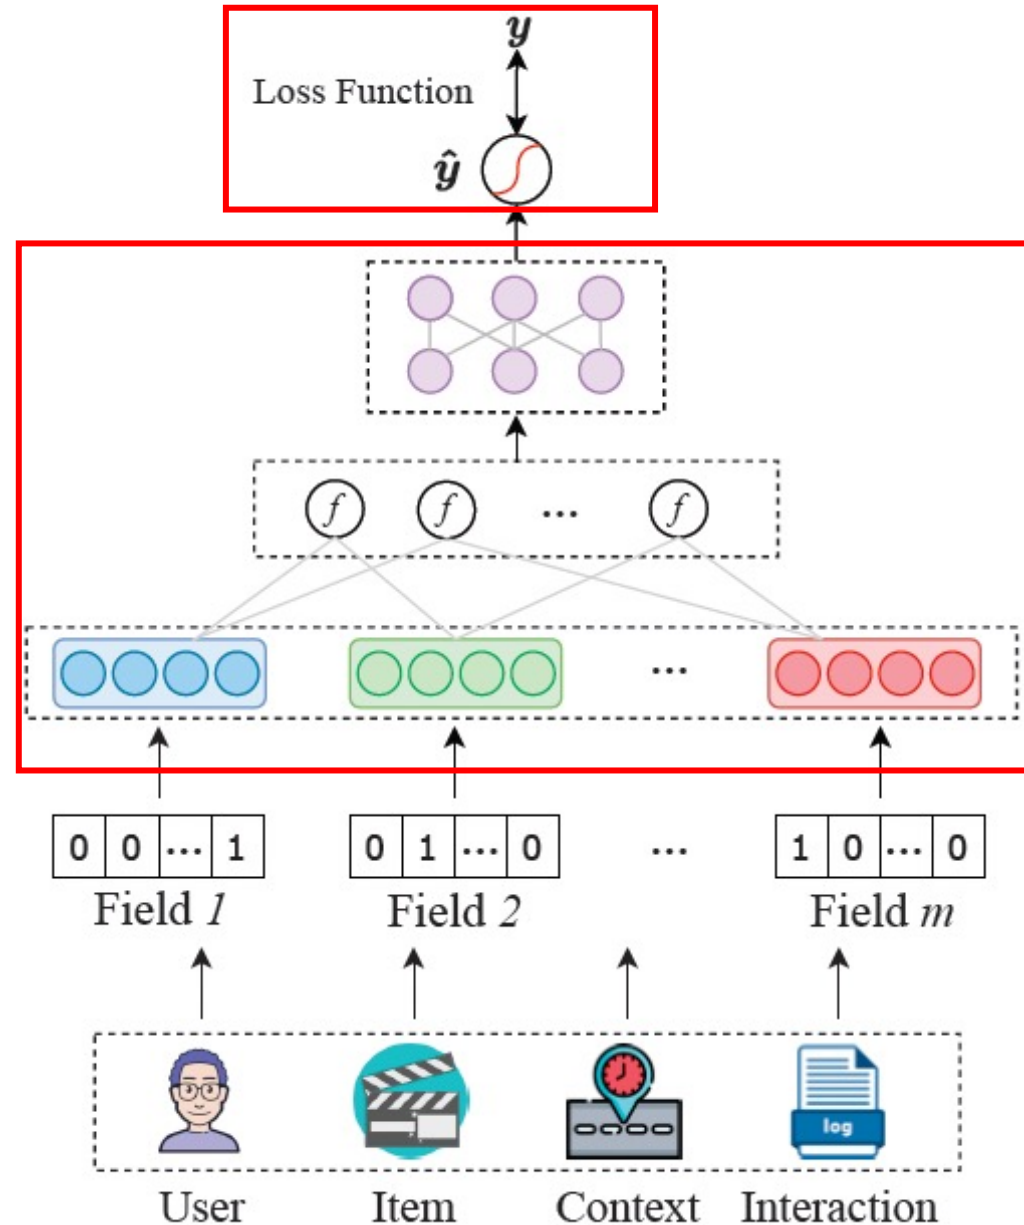 y
Loss Function
ŷ
f f ... f
...
0 0 ... 1 0 1 ... 0 ... 1 0 ... 0
Field 1 Field 2 Field m
log
User Item Context Interaction